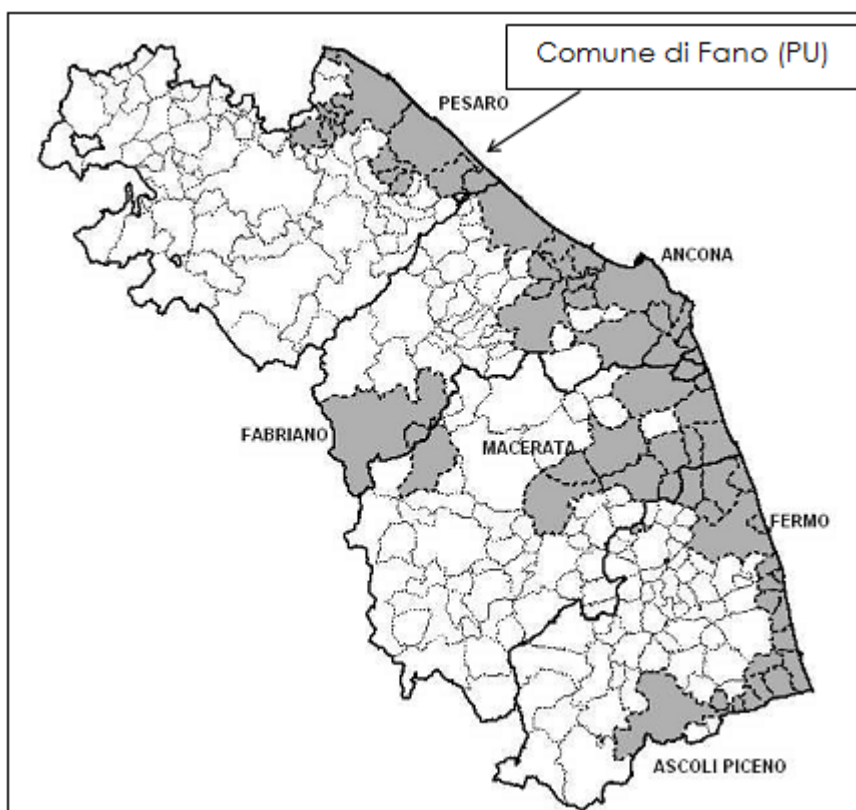 Comune di Fano (PU)
PESARO
ANCONA
FABRIANO
MACERATA
FERMO
ASCOLI PICENO